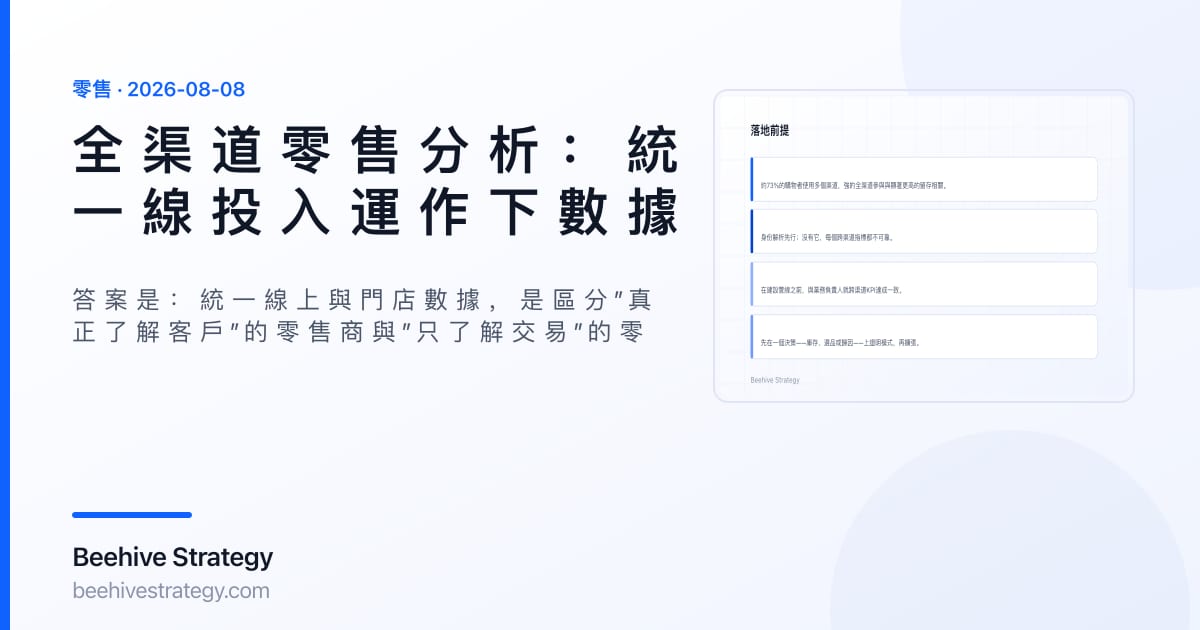 零售 · 2026-08-08
全渠道零售分析：統
一線投入運作下數據
答案是：統一線上與門店數據，是區分"真
正了解客戶"的零售商與"只了解交易"的零
落地前提
約73%的購物者使用多個渠道，強的全渠道參與與顯著更高的留存相關。
身份解析先行；沒有它，每個跨渠道指標都不可靠。
在建設管線之前，與業務負責人就跨渠道KPI達成一致。
先在一個決策——庫存、選品或歸因——上證明模式，再擴張。
Beehive Strategy
Beehive Strategy
beehivestrategy.com